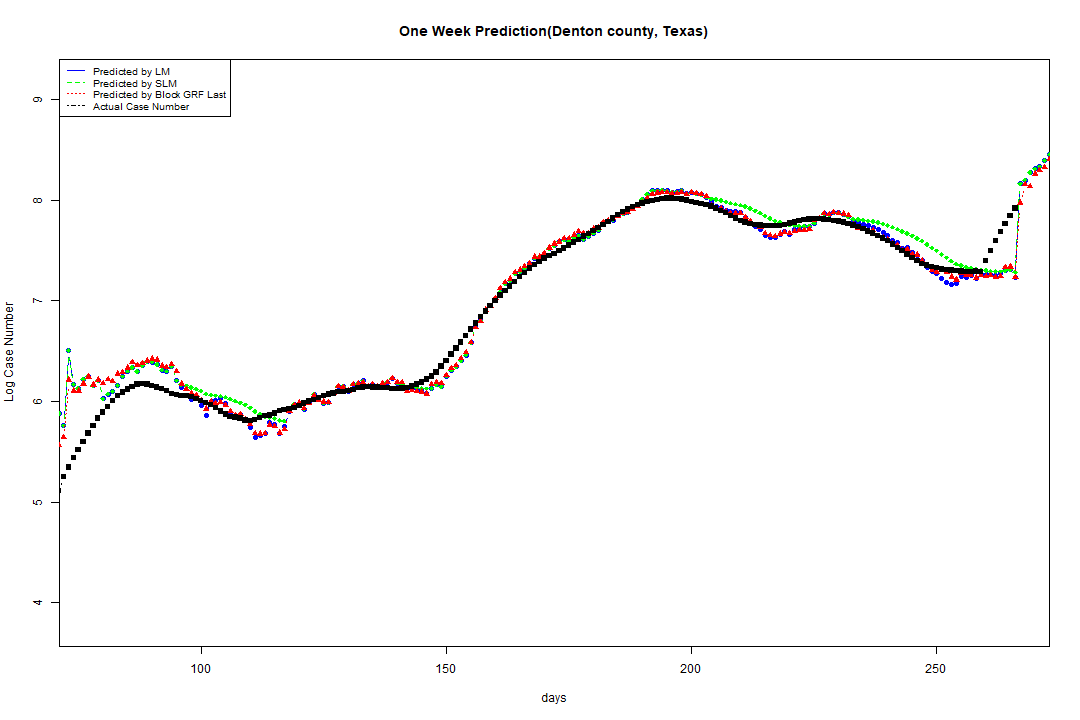 One Week Prediction(Denton county, Texas)
Predicted by LM
Predicted by SLM
Predicted by Block GRF Last
Actual Case Number
9
8
7
6
5
4
Log Case Number
100
150
200
250
days